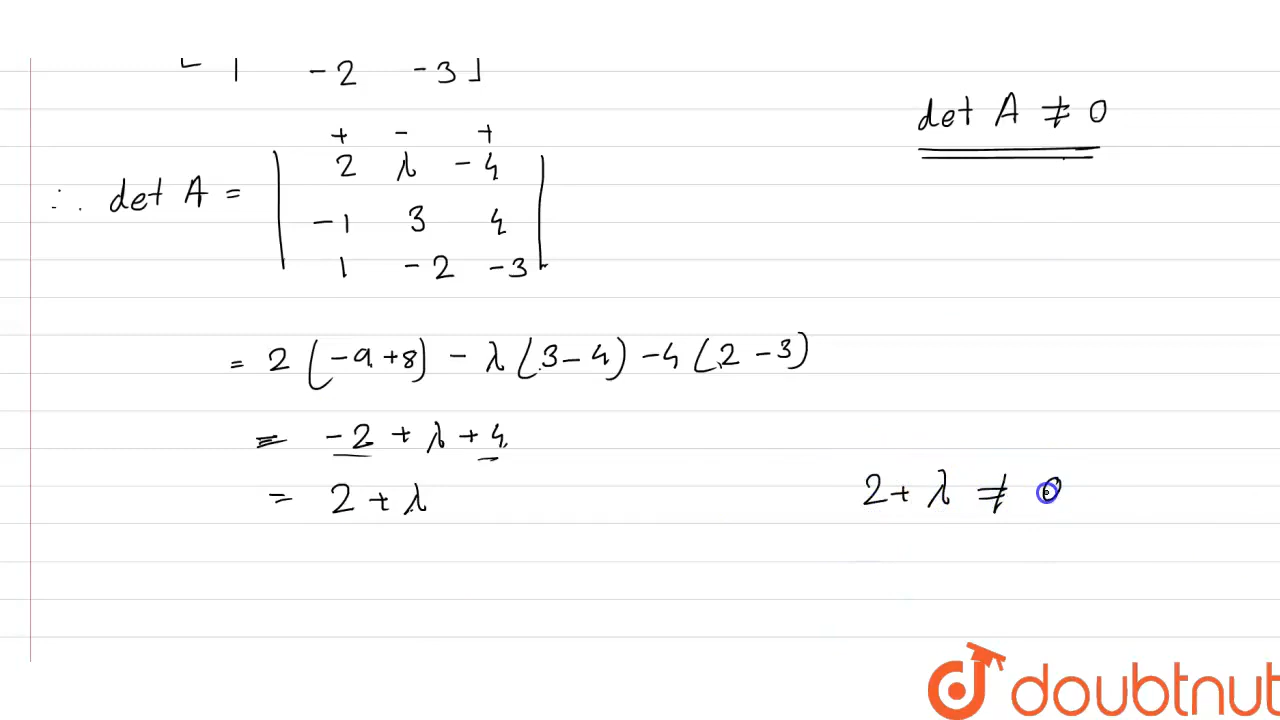 1 -2 -3 ]
det A ≠ 0
+ - +
2 λ -4
∴ det A =
-1 3 4
1 -2 -3
= 2 (-9+8) - λ (3-4) -4 (2-3)
= -2 + λ + 4
= 2 + λ
2 + λ ≠ 0
doubtnut